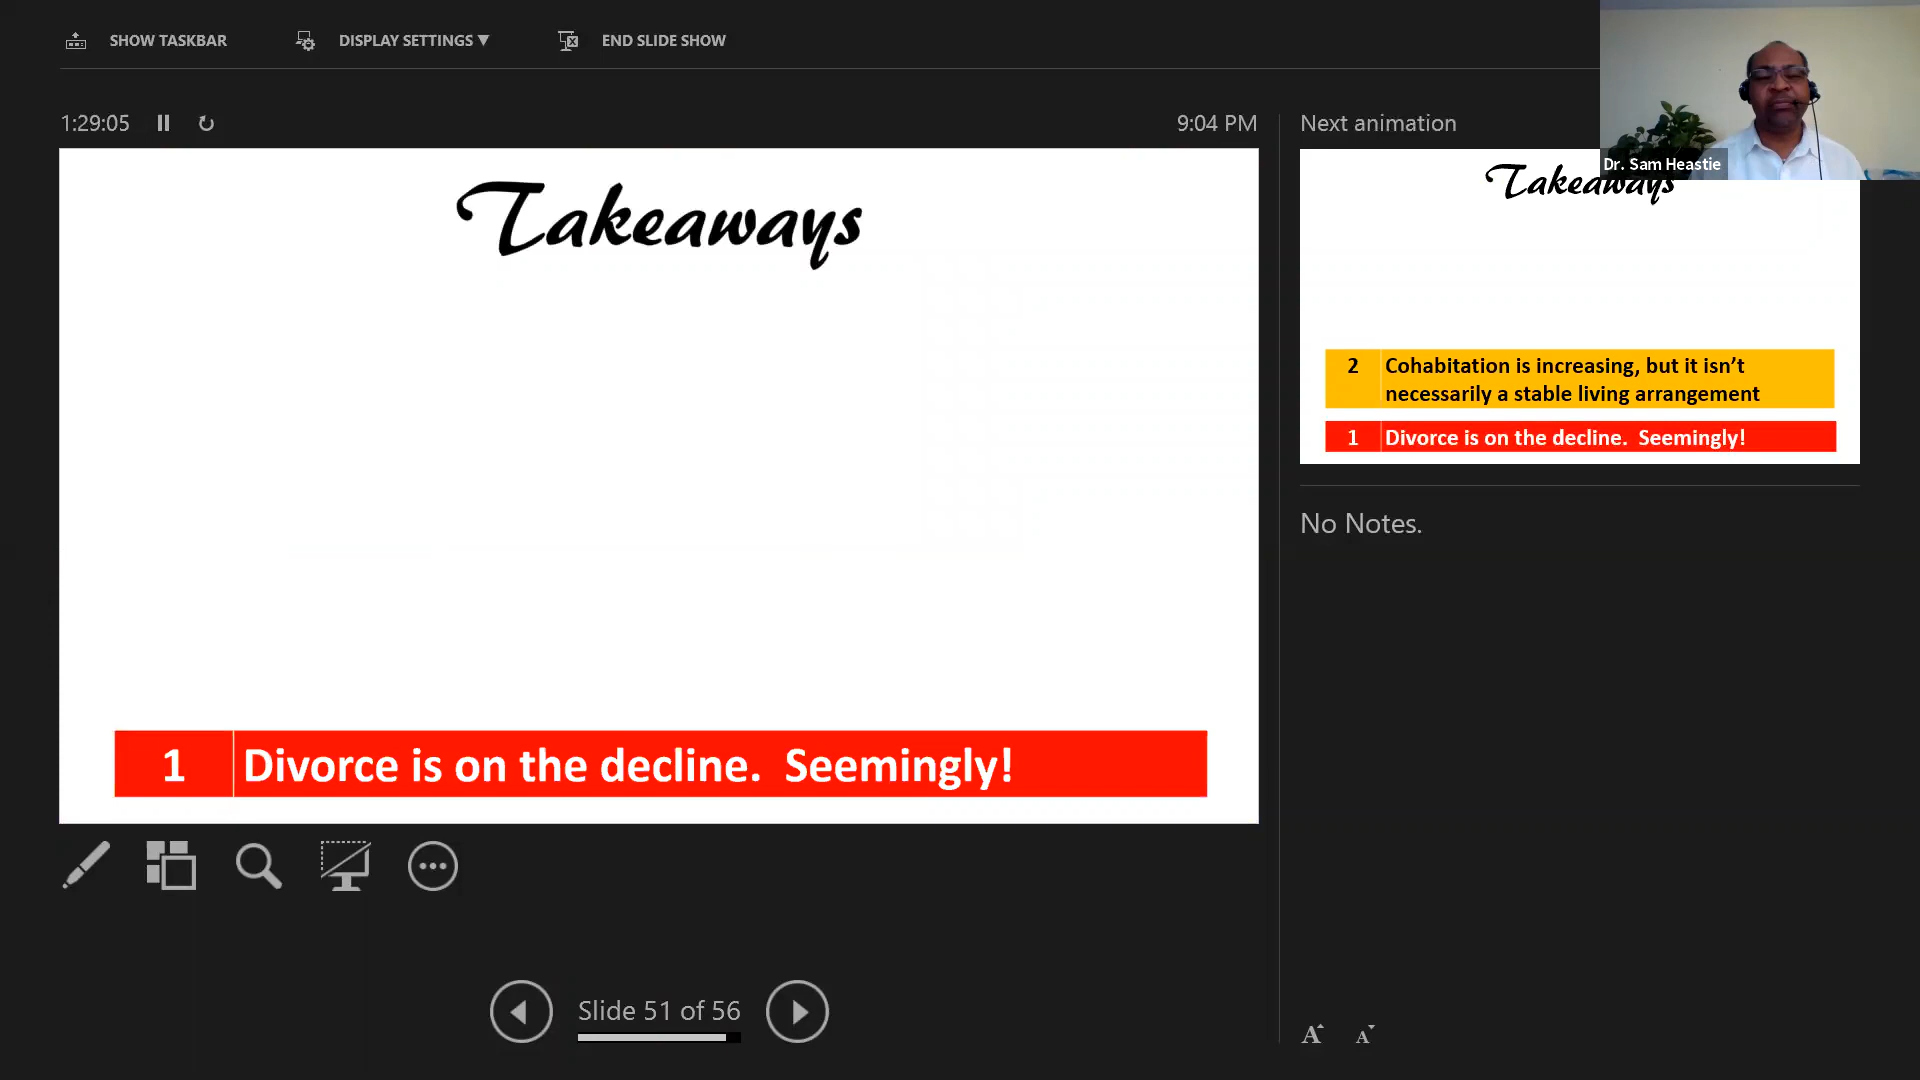 SHOW TASKBAR
DISPLAY SETTINGS ▼
END SLIDE SHOW
1:29:05
9:04 PM
Next animation
Dr. Sam Heastie
Takeaways
1 Divorce is on the decline.  Seemingly!
Takeaways
2 Cohabitation is increasing, but it isn’t
necessarily a stable living arrangement
1 Divorce is on the decline.  Seemingly!
No Notes.
Slide 51 of 56
A A